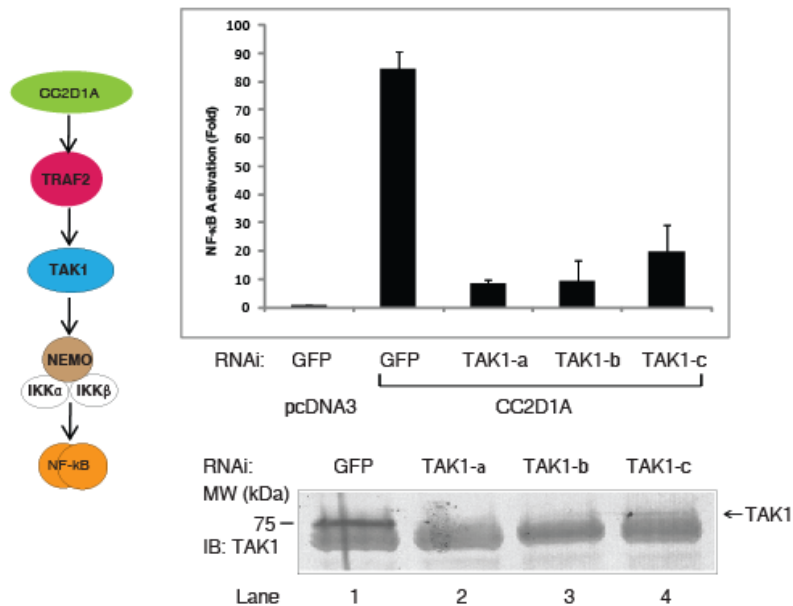 CC2D1A
TRAF2
TAK1
NEMO
IKKα IKKβ
NF-kB
NF-κB Activation (Fold)
100
90
80
70
60
50
40
30
20
10
0
RNAi: GFP GFP TAK1-a TAK1-b TAK1-c
pcDNA3 CC2D1A
RNAi: GFP TAK1-a TAK1-b TAK1-c
MW (kDa)
75
←TAK1
IB: TAK1
Lane 1 2 3 4